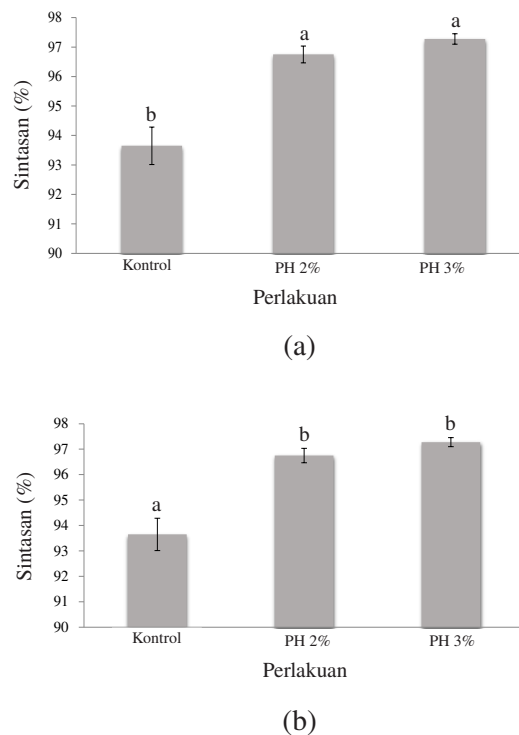 98
97
96
95
94
93
92
91
90
Sintasan (%)
b
a
a
Kontrol
PH 2%
PH 3%
Perlakuan
(a)
98
97
96
95
94
93
92
91
90
Sintasan (%)
a
b
b
Kontrol
PH 2%
PH 3%
Perlakuan
(b)